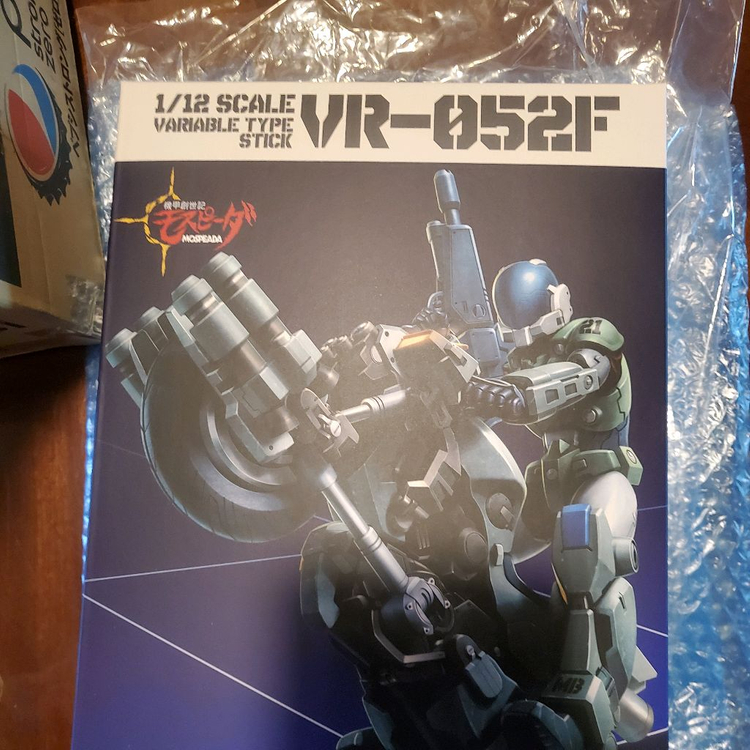 1/12 SCALE
VARIABLE TYPE
STICK
VR-052F
機甲創世記
モスピーダ
MOSPEADA
21
MB